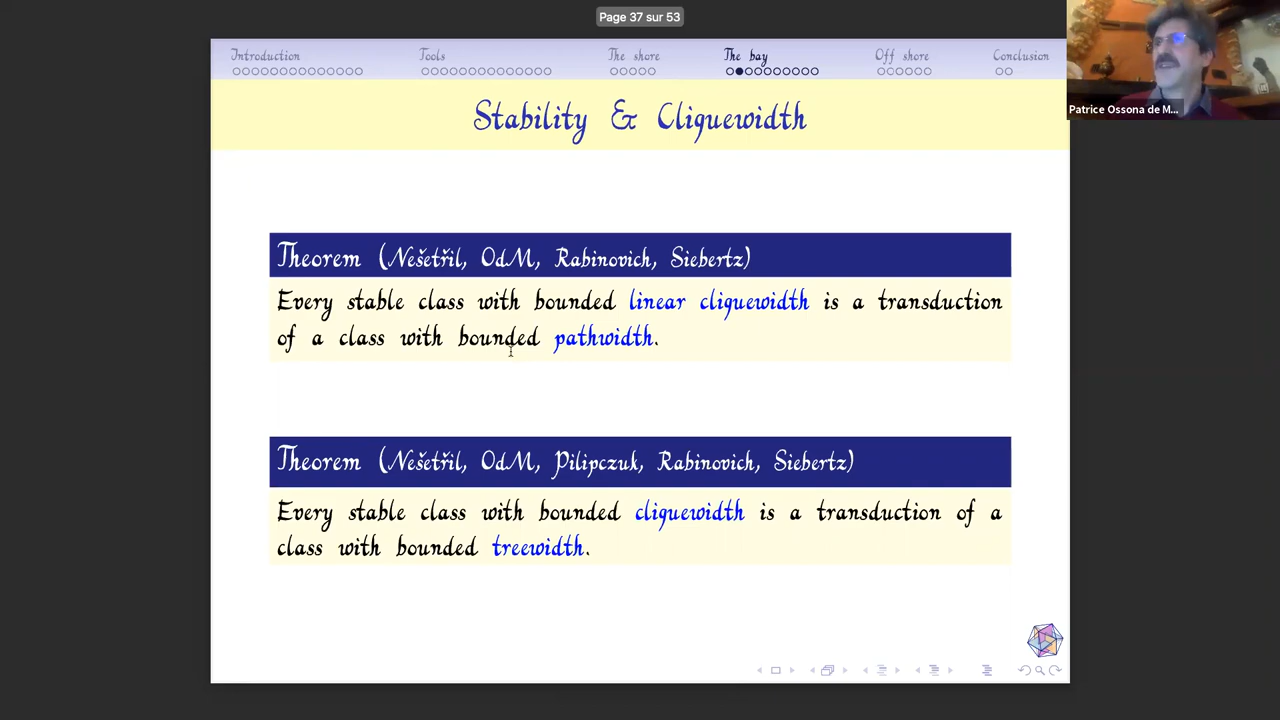 Page 37 sur 53
Introduction Tools The shore The bay Off shore Conclusion
Patrice Ossona de M...
Stability & Cliquewidth
Theorem (Nešetřil, OdM, Rabinovich, Siebertz)
Every stable class with bounded linear cliquewidth is a transduction
of a class with bounded pathwidth.
Theorem (Nešetřil, OdM, Pilipczuk, Rabinovich, Siebertz)
Every stable class with bounded cliquewidth is a transduction of a
class with bounded treewidth.